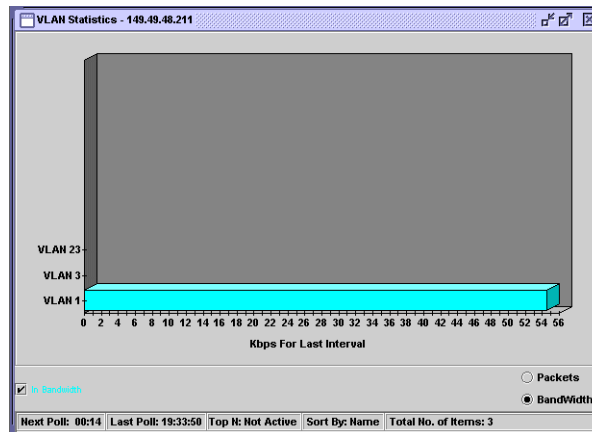 VLAN Statistics - 149.49.48.211
VLAN 23
VLAN 3
VLAN 1
0 2 4 6 8 10 12 14 16 18 20 22 24 26 28 30 32 34 36 38 40 42 44 46 48 50 52 54 56
Kbps For Last Interval
In Bandwidth
Packets
BandWidth
Next Poll: 00:14 Last Poll: 19:33:50 Top N: Not Active Sort By: Name Total No. of Items: 3